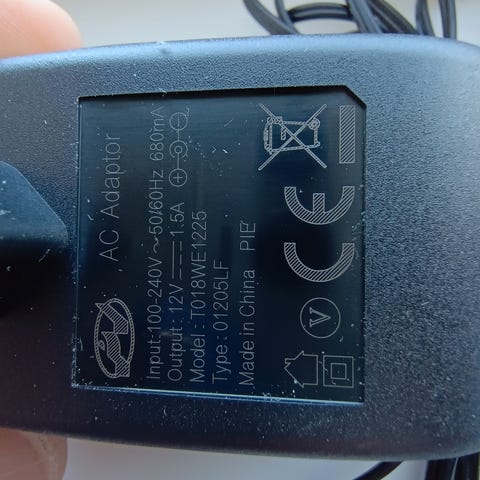 AC Adaptor
Input:100-240V~50/60Hz 680mA
Output:12V⎓1.5A
Model:T018WE1225
Type:01205LF
Made in China PIE
CE
V